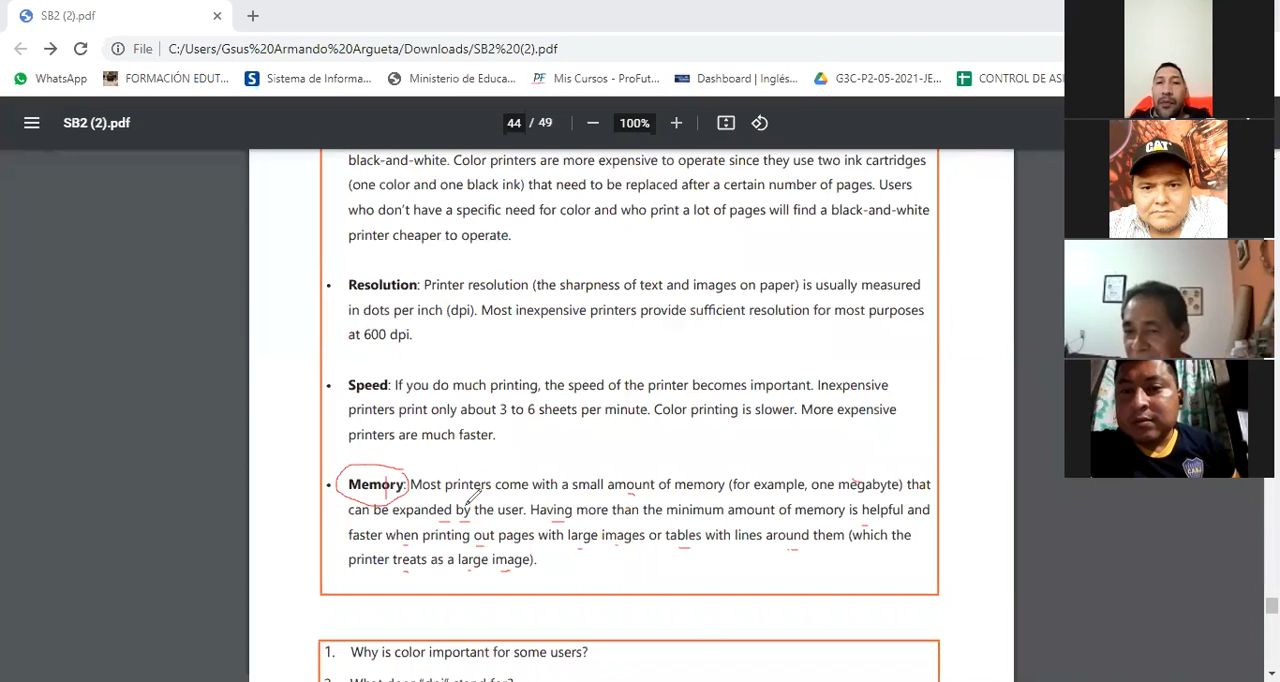 SB2 (2).pdf
File C:/Users/Gsus%20Armando%20Argueta/Downloads/SB2%20(2).pdf
WhatsApp FORMACIÓN EDUT... Sistema de Informa... Ministerio de Educa... PF Mis Cursos - ProFut... Dashboard | Inglés,... G3C-P2-05-2021-JE... CONTROL DE ASI
SB2 (2).pdf 44 / 49 100%
black-and-white. Color printers are more expensive to operate since they use two ink cartridges
(one color and one black ink) that need to be replaced after a certain number of pages. Users
who don't have a specific need for color and who print a lot of pages will find a black-and-white
printer cheaper to operate.
• Resolution: Printer resolution (the sharpness of text and images on paper) is usually measured
in dots per inch (dpi). Most inexpensive printers provide sufficient resolution for most purposes
at 600 dpi.
• Speed: If you do much printing, the speed of the printer becomes important. Inexpensive
printers print only about 3 to 6 sheets per minute. Color printing is slower. More expensive
printers are much faster.
• Memory: Most printers come with a small amount of memory (for example, one megabyte) that
can be expanded by the user. Having more than the minimum amount of memory is helpful and
faster when printing out pages with large images or tables with lines around them (which the
printer treats as a large image).
1. Why is color important for some users?
2. What does "dpi" stand for?
CAT